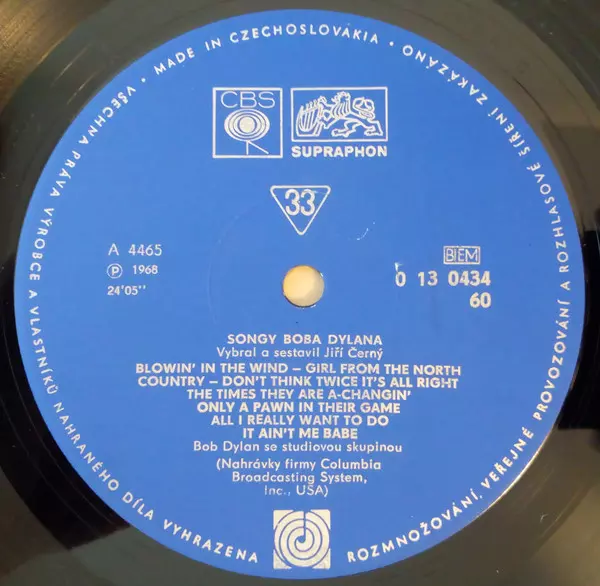 VŠECHNA PRÁVA VÝROBCE A VLASTNÍKŮ NAHRANÉHO DÍLA VYHRAZENA
• MADE IN CZECHOSLOVAKIA •
ROZMNOŽOVÁNÍ, VEŘEJNÉ PROVOZOVÁNÍ A ROZHLASOVÉ ŠÍŘENÍ ZAKÁZÁNO
CBS
SUPRAPHON
33
A 4465
Ⓟ 1968
24'05''
BIEM
0 13 0434
60
SONGY BOBA DYLANA
Vybral a sestavil Jiří Černý
BLOWIN' IN THE WIND – GIRL FROM THE NORTH
COUNTRY – DON'T THINK TWICE IT'S ALL RIGHT
THE TIMES THEY ARE A-CHANGIN'
ONLY A PAWN IN THEIR GAME
ALL I REALLY WANT TO DO
IT AIN'T ME BABE
Bob Dylan se studiovou skupinou
(Nahrávky firmy Columbia
Broadcasting System,
Inc., USA)